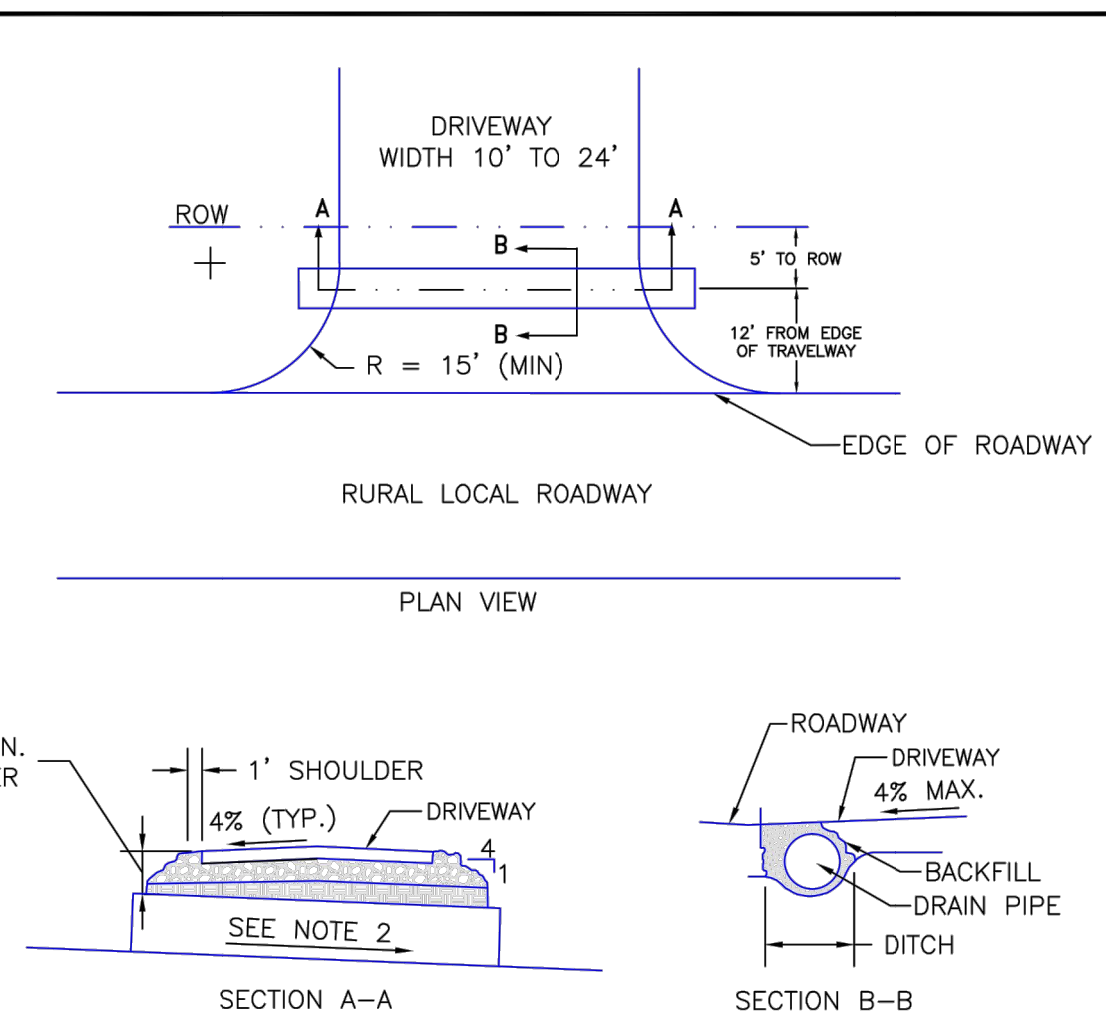 DRIVEWAY
WIDTH 10' TO 24'
ROW
A
A
B
5' TO ROW
B
12' FROM EDGE
OF TRAVELWAY
R = 15' (MIN)
EDGE OF ROADWAY
RURAL LOCAL ROADWAY
PLAN VIEW
N.
ER
1' SHOULDER
4% (TYP.)
DRIVEWAY
4
1
SEE NOTE 2
SECTION A-A
ROADWAY
DRIVEWAY
4% MAX.
BACKFILL
DRAIN PIPE
DITCH
SECTION B-B